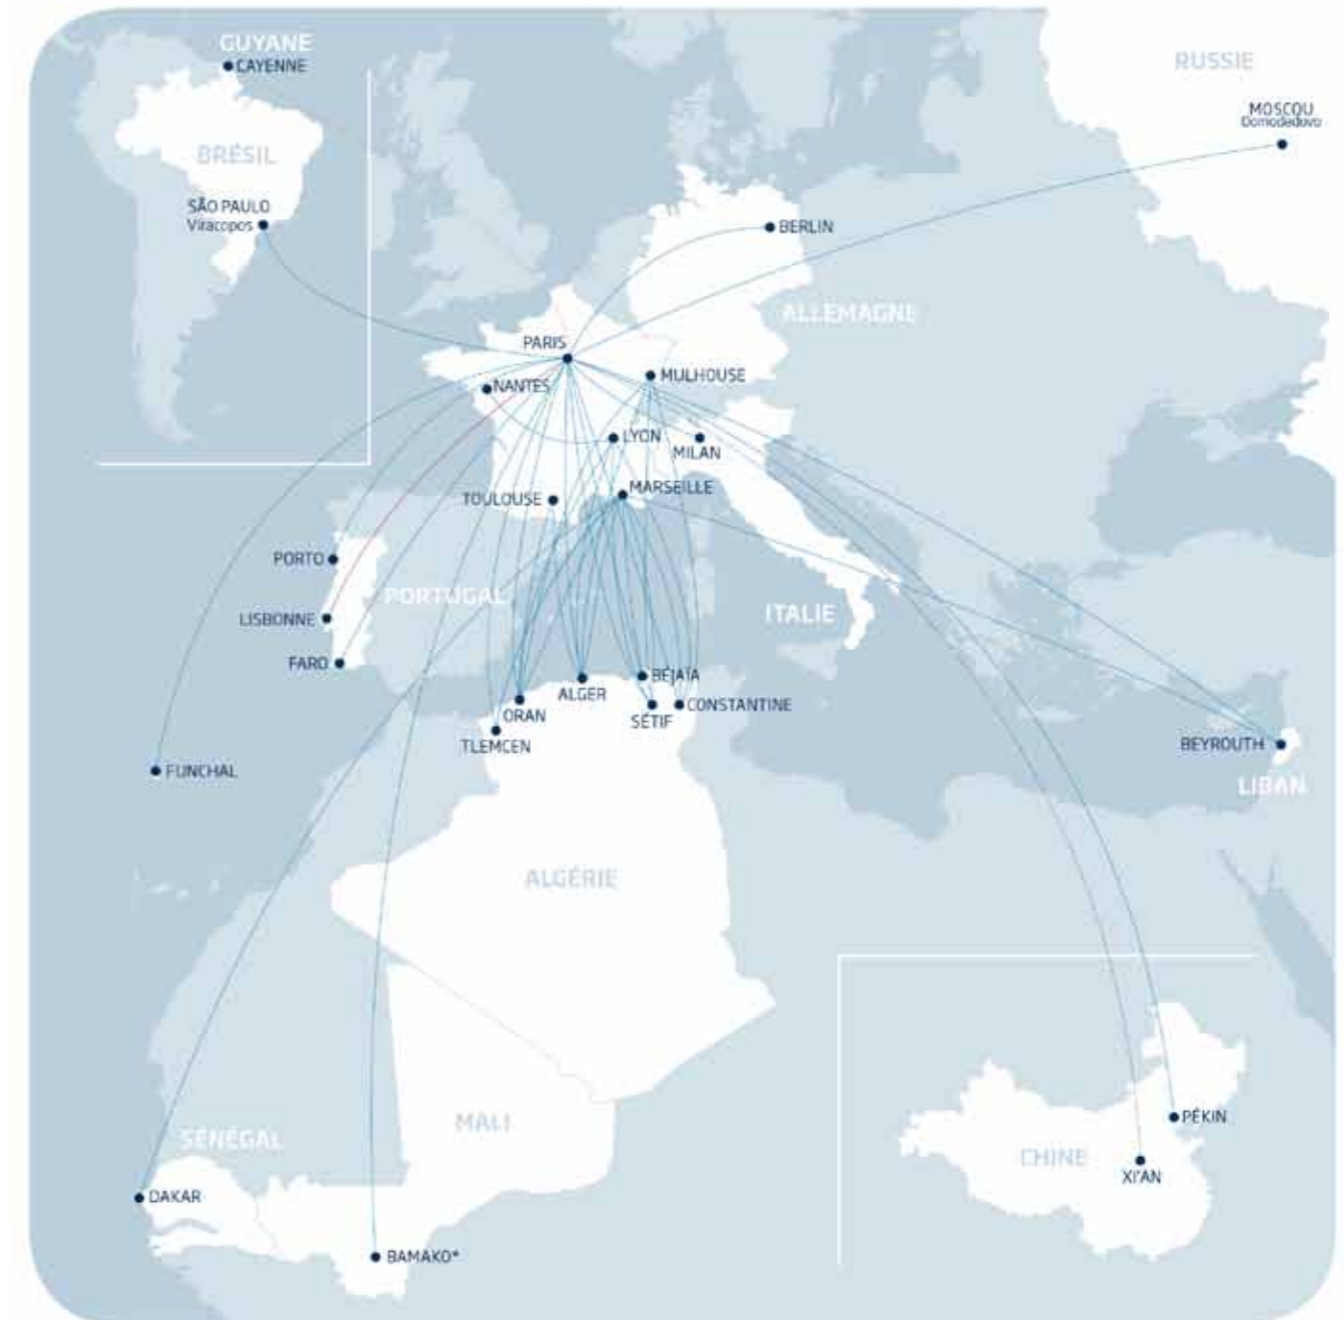 GUYANE
CAYENNE
RUSSIE
MOSCOU
Domodedovo
BRÉSIL
SÃO PAULO
Viracopos
BERLIN
ALLEMAGNE
PARIS
MULHOUSE
NANTES
LYON
MILAN
MARSEILLE
TOULOUSE
PORTO
PORTUGAL
ITALIE
LISBONNE
FARO
BÉJAÏA
ALGER
CONSTANTINE
ORAN
SÉTIF
TLEMCEN
BEYROUTH
FUNCHAL
LIBAN
ALGÉRIE
PÉKIN
MALI
SÉNÉGAL
CHINE
XI'AN
DAKAR
BAMAKO*